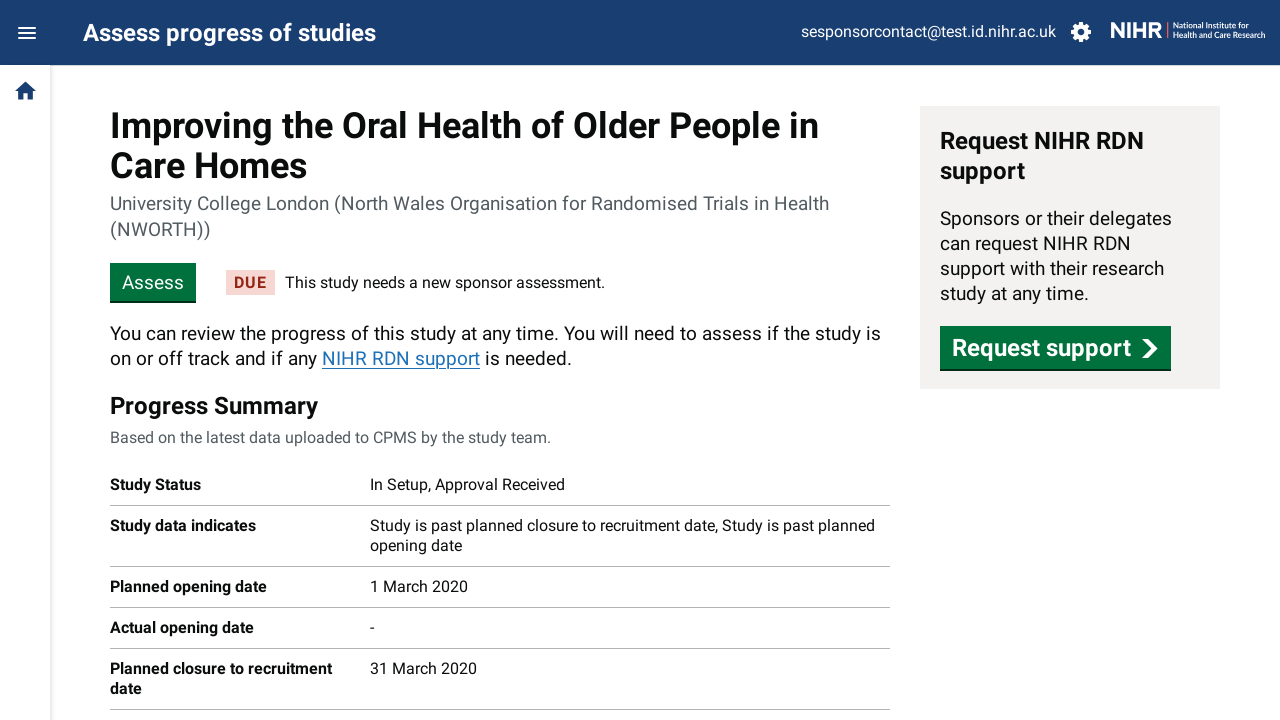 Assess progress of studies
sesponsorcontact@test.id.nihr.ac.uk
NIHR | National Institute for
Health and Care Research
Improving the Oral Health of Older People in
Care Homes
University College London (North Wales Organisation for Randomised Trials in Health
(NWORTH))
Assess
DUE This study needs a new sponsor assessment.
You can review the progress of this study at any time. You will need to assess if the study is
on or off track and if any NIHR RDN support is needed.
Progress Summary
Based on the latest data uploaded to CPMS by the study team.
Study Status In Setup, Approval Received
Study data indicates Study is past planned closure to recruitment date, Study is past planned
opening date
Planned opening date 1 March 2020
Actual opening date -
Planned closure to recruitment 31 March 2020
date
Request NIHR RDN
support
Sponsors or their delegates
can request NIHR RDN
support with their research
study at any time.
Request support